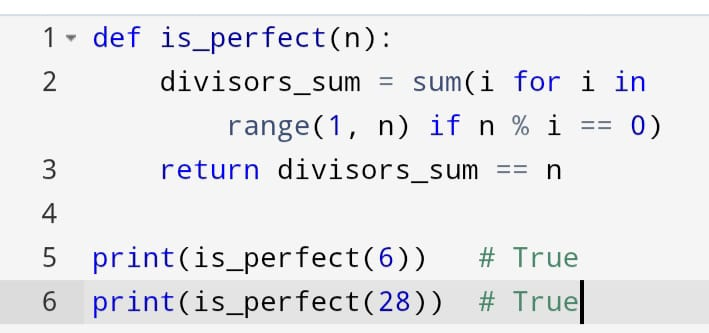 1 def is_perfect(n):
2 divisors_sum = sum(i for i in
range(1, n) if n % i == 0)
3 return divisors_sum == n
4
5 print(is_perfect(6))   # True
6 print(is_perfect(28))  # True